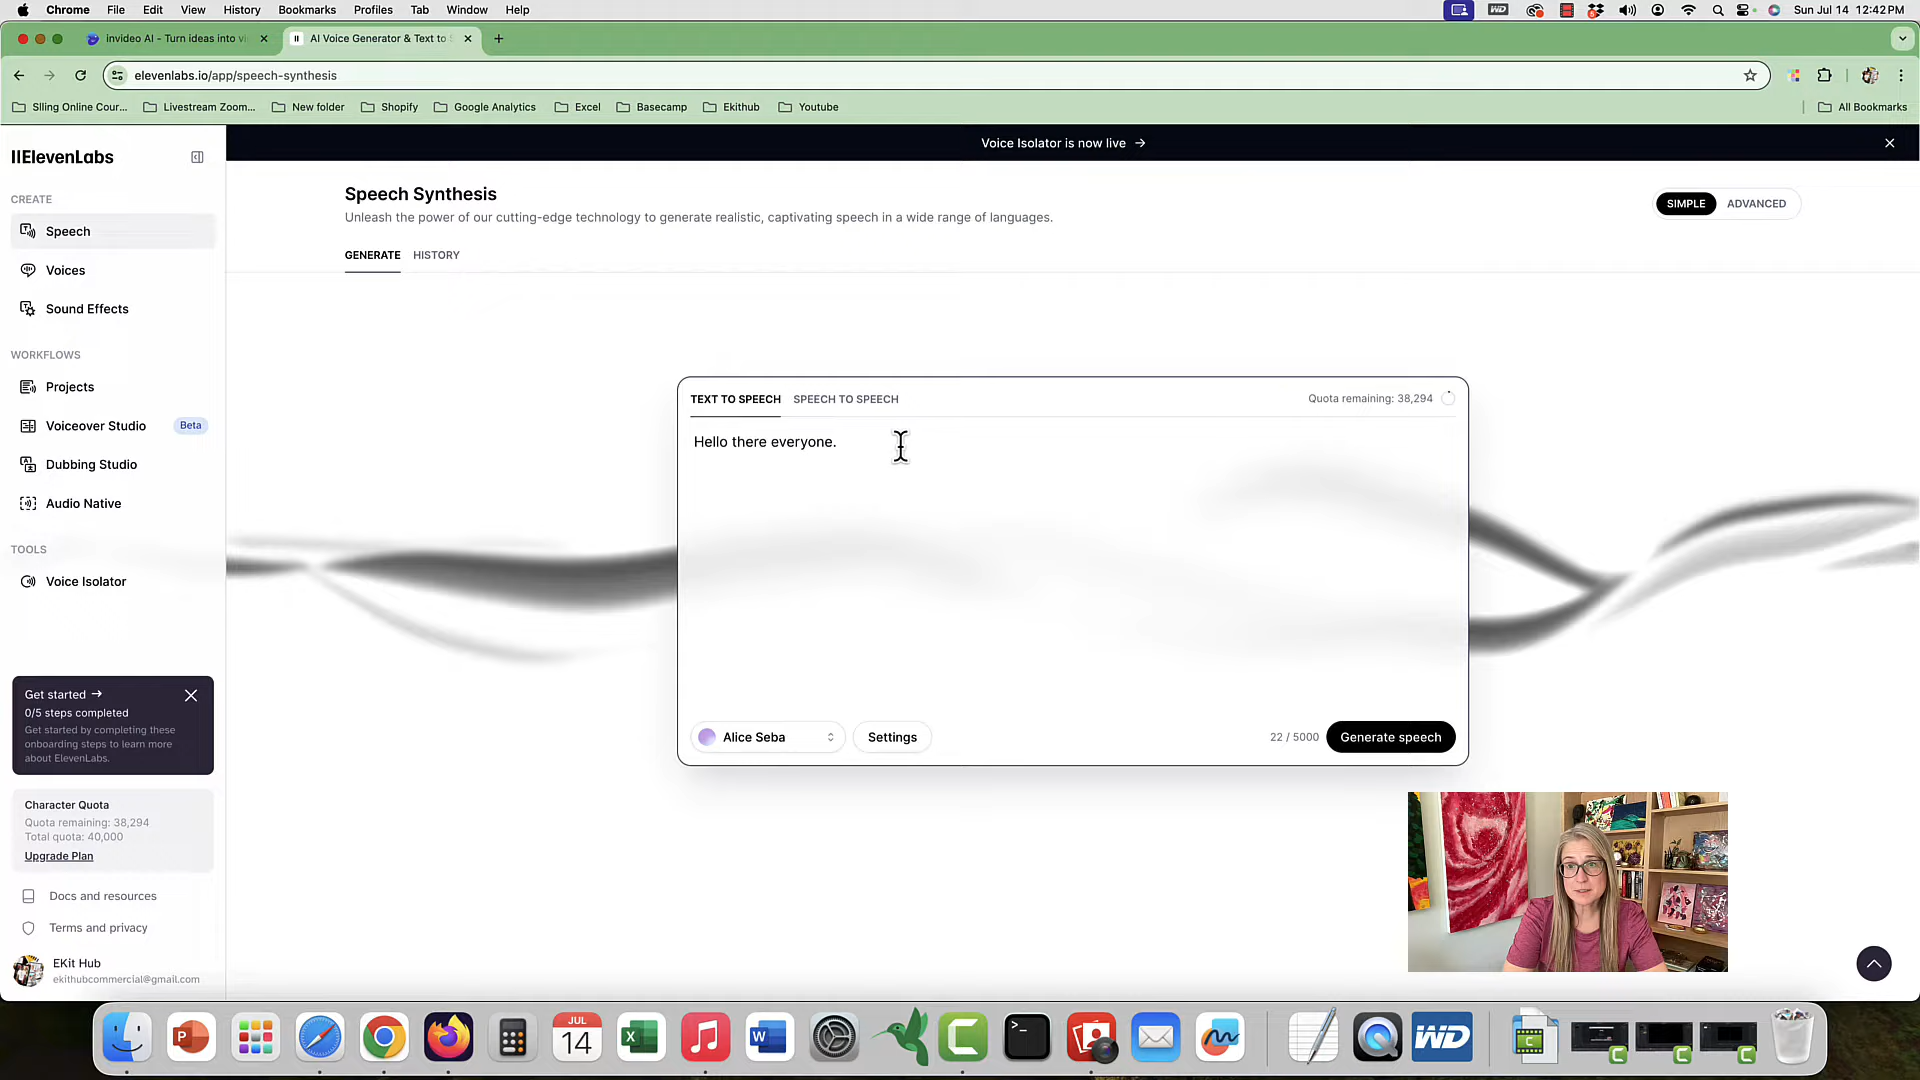 Chrome File Edit View History Bookmarks Profiles Tab Window Help
Sun Jul 14 12:42 PM
invideo AI - Turn ideas into vi
AI Voice Generator & Text to S
elevenlabs.io/app/speech-synthesis
Slling Online Cour...
Livestream Zoom...
New folder
Shopify
Google Analytics
Excel
Basecamp
Ekithub
Youtube
All Bookmarks
IIElevenLabs
Voice Isolator is now live →
CREATE
Speech
Voices
Sound Effects
WORKFLOWS
Projects
Voiceover Studio Beta
Dubbing Studio
Audio Native
TOOLS
Voice Isolator
Get started →
0/5 steps completed
Get started by completing these
onboarding steps to learn more
about ElevenLabs.
Character Quota
Quota remaining: 38,294
Total quota: 40,000
Upgrade Plan
Docs and resources
Terms and privacy
EKit Hub
ekithubcommercial@gmail.com
Speech Synthesis
Unleash the power of our cutting-edge technology to generate realistic, captivating speech in a wide range of languages.
SIMPLE ADVANCED
GENERATE HISTORY
TEXT TO SPEECH SPEECH TO SPEECH
Quota remaining: 38,294
Hello there everyone.
Alice Seba
Settings
22 / 5000
Generate speech
JUL
14
WD